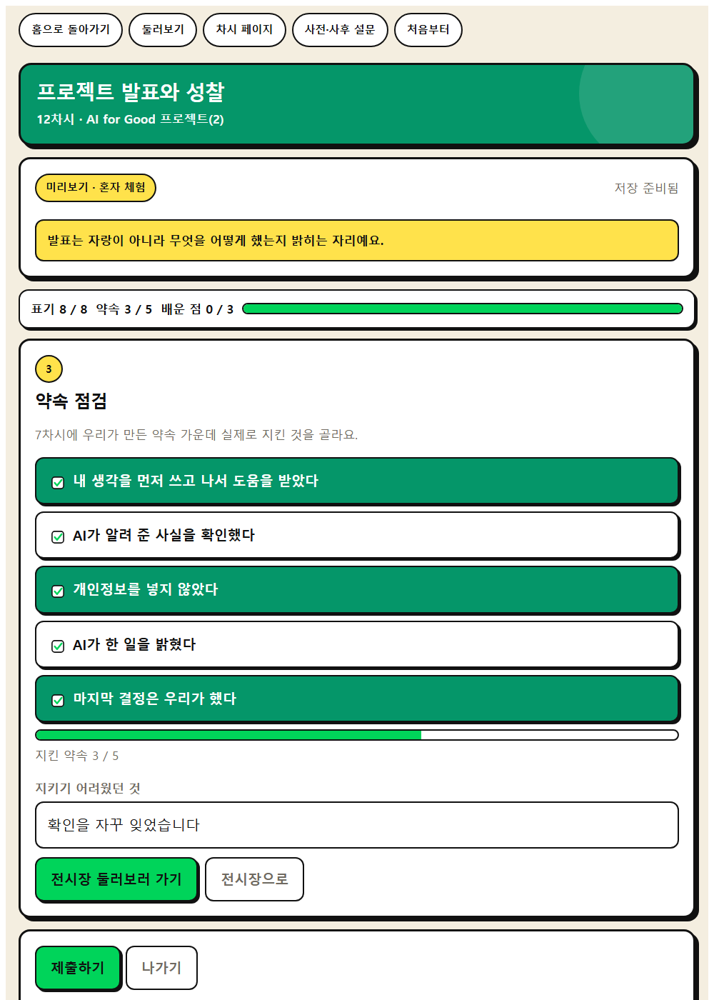 홈으로 돌아가기
둘러보기
차시 페이지
사전·사후 설문
처음부터
프로젝트 발표와 성찰
12차시 · AI for Good 프로젝트(2)
미리보기 · 혼자 체험
저장 준비됨
발표는 자랑이 아니라 무엇을 어떻게 했는지 밝히는 자리예요.
표기 8 / 8 약속 3 / 5 배운 점 0 / 3
3
약속 점검
7차시에 우리가 만든 약속 가운데 실제로 지킨 것을 골라요.
내 생각을 먼저 쓰고 나서 도움을 받았다
AI가 알려 준 사실을 확인했다
개인정보를 넣지 않았다
AI가 한 일을 밝혔다
마지막 결정은 우리가 했다
지킨 약속 3 / 5
지키기 어려웠던 것
확인을 자꾸 잊었습니다
전시장 둘러보러 가기
전시장으로
제출하기
나가기